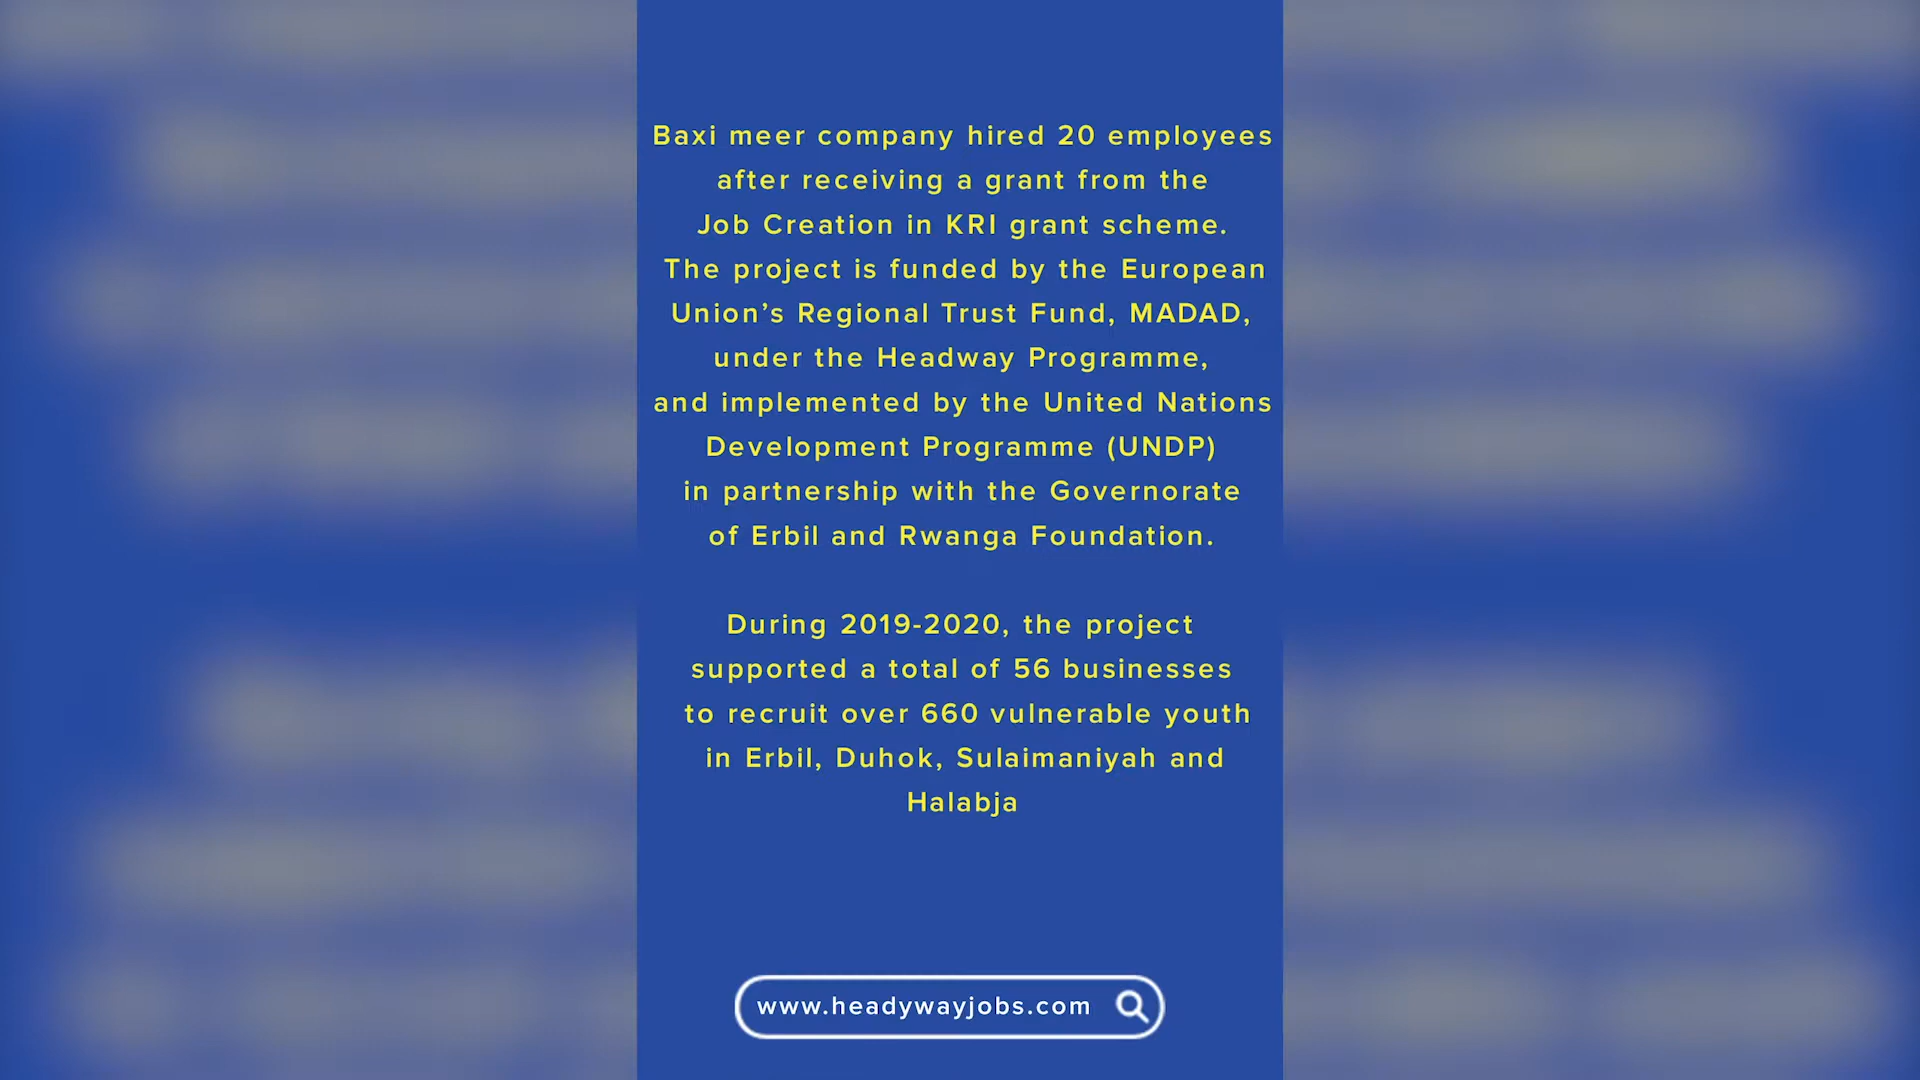 Baxi meer company hired 20 employees
after receiving a grant from the
Job Creation in KRI grant scheme.
The project is funded by the European
Union’s Regional Trust Fund, MADAD,
under the Headway Programme,
and implemented by the United Nations
Development Programme (UNDP)
in partnership with the Governorate
of Erbil and Rwanga Foundation.
During 2019-2020, the project
supported a total of 56 businesses
to recruit over 660 vulnerable youth
in Erbil, Duhok, Sulaimaniyah and
Halabja
www.headywayjobs.com